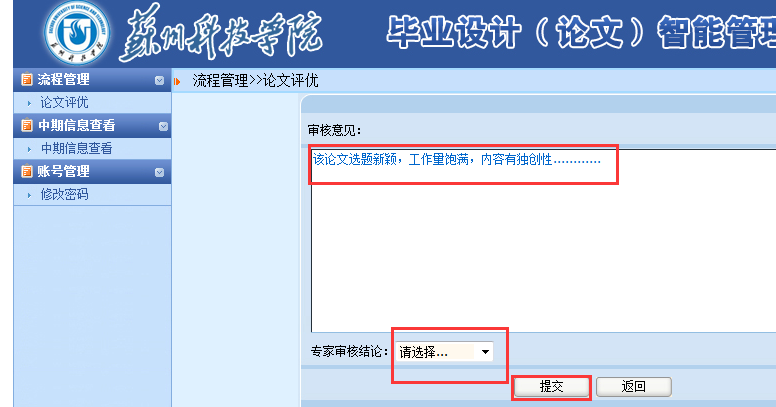 苏州科技学院
毕业设计（论文）智能管理
流程管理
流程管理>>论文评优
论文评优
中期信息查看
中期信息查看
账号管理
修改密码
审核意见：
该论文选题新颖，工作量饱满，内容有独创性…………
专家审核结论： 请选择...
提交 返回